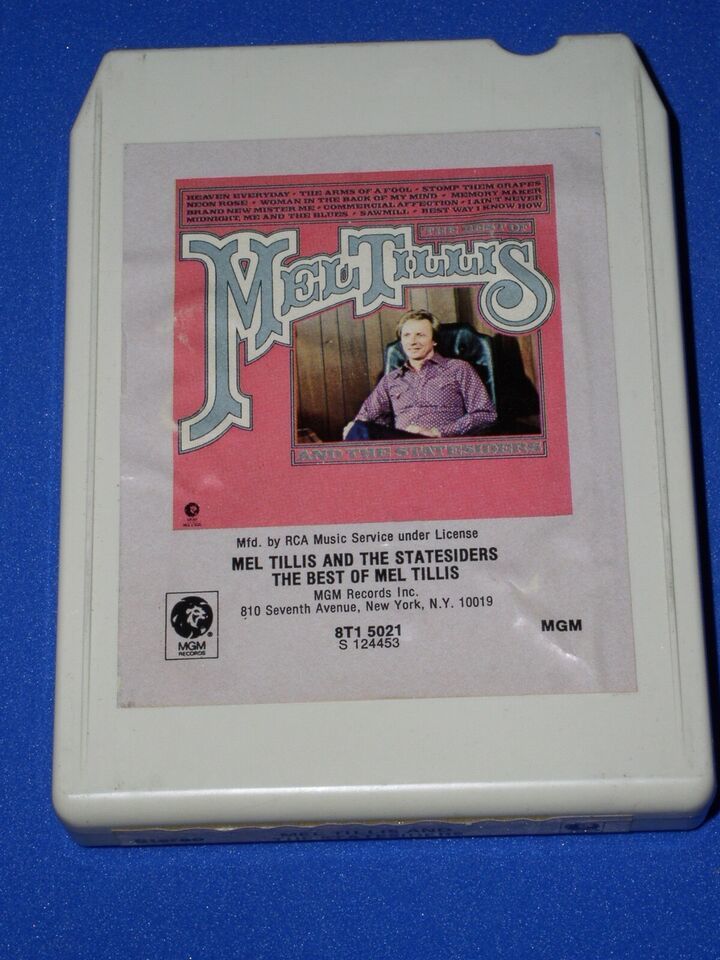 HEAVEN EVERYDAY • THE ARMS OF A FOOL • STOMP THEM GRAPES
NEON ROSE • WOMAN IN THE BACK OF MY MIND • MEMORY MAKER
BRAND NEW MISTER ME • COMMERCIAL AFFECTION • I AIN'T NEVER
MIDNIGHT, ME AND THE BLUES • SAWMILL • BEST WAY I KNOW HOW
THE BEST OF
MEL TILLIS
AND THE STATESIDERS
Mfd. by RCA Music Service under License
MEL TILLIS AND THE STATESIDERS
THE BEST OF MEL TILLIS
MGM Records Inc.
810 Seventh Avenue, New York, N.Y. 10019
8T1 5021
S 124453
MGM
MGM
RECORDS
Stereo
MEL TILLIS AND